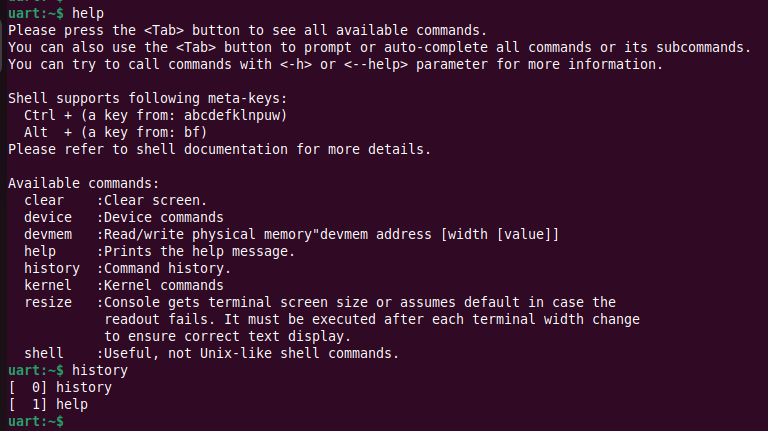 uart:~$ help
Please press the <Tab> button to see all available commands.
You can also use the <Tab> button to prompt or auto-complete all commands or its subcommands.
You can try to call commands with <-h> or <--help> parameter for more information.

Shell supports following meta-keys:
  Ctrl + (a key from: abcdefklnpuw)
  Alt  + (a key from: bf)
Please refer to shell documentation for more details.

Available commands:
  clear    :Clear screen.
  device   :Device commands
  devmem   :Read/write physical memory"devmem address [width [value]]
  help     :Prints the help message.
  history  :Command history.
  kernel   :Kernel commands
  resize   :Console gets terminal screen size or assumes default in case the
            readout fails. It must be executed after each terminal width change
            to ensure correct text display.
  shell    :Useful, not Unix-like shell commands.
uart:~$ history
[  0] history
[  1] help
uart:~$